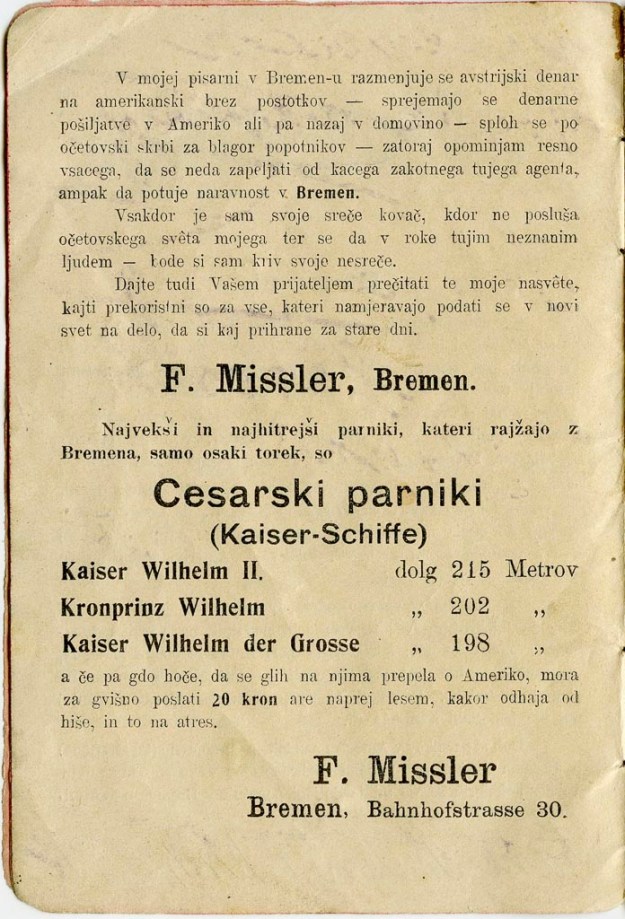 V mojej pisarni v Bremen-u razmenjuje se avstrijski denar
na amerikanski brez postotkov — sprejemajo se denarne
pošiljatve v Ameriko ali pa nazaj v domovino — sploh se po
očetovski skrbi za blagor popotnikov — zatoraj opominjam resno
vsacega, da se neda zapeljati od kacega zakotnega tujega agenta,
ampak da potuje naravnost v Bremen.
Vsakdor je sam svoje sreče kovač, kdor ne posluša
očetovskega svêta mojega ter se da v roke tujim neznanim
ljudem — bode si sam kriv svoje nesreče.
Dajte tudi Vašem prijateljem prečitati te moje nasvête,
kajti prekoristni so za vse, kateri namjeravajo podati se v novi
svet na delo, da si kaj prihrane za stare dni.
F. Missler, Bremen.
Najvekši in najhitrejši parniki, kateri rajžajo z
Bremena, samo osaki torek, so
Cesarski parniki
(Kaiser-Schiffe)
Kaiser Wilhelm II. dolg 215 Metrov
Kronprinz Wilhelm „ 202 „
Kaiser Wilhelm der Grosse „ 198 „
a če pa gdo hoče, da se glih na njima prepela o Ameriko, mora
za gvišno poslati 20 kron are naprej lesem, kakor odhaja od
hiše, in to na atres.
F. Missler
Bremen, Bahnhofstrasse 30.